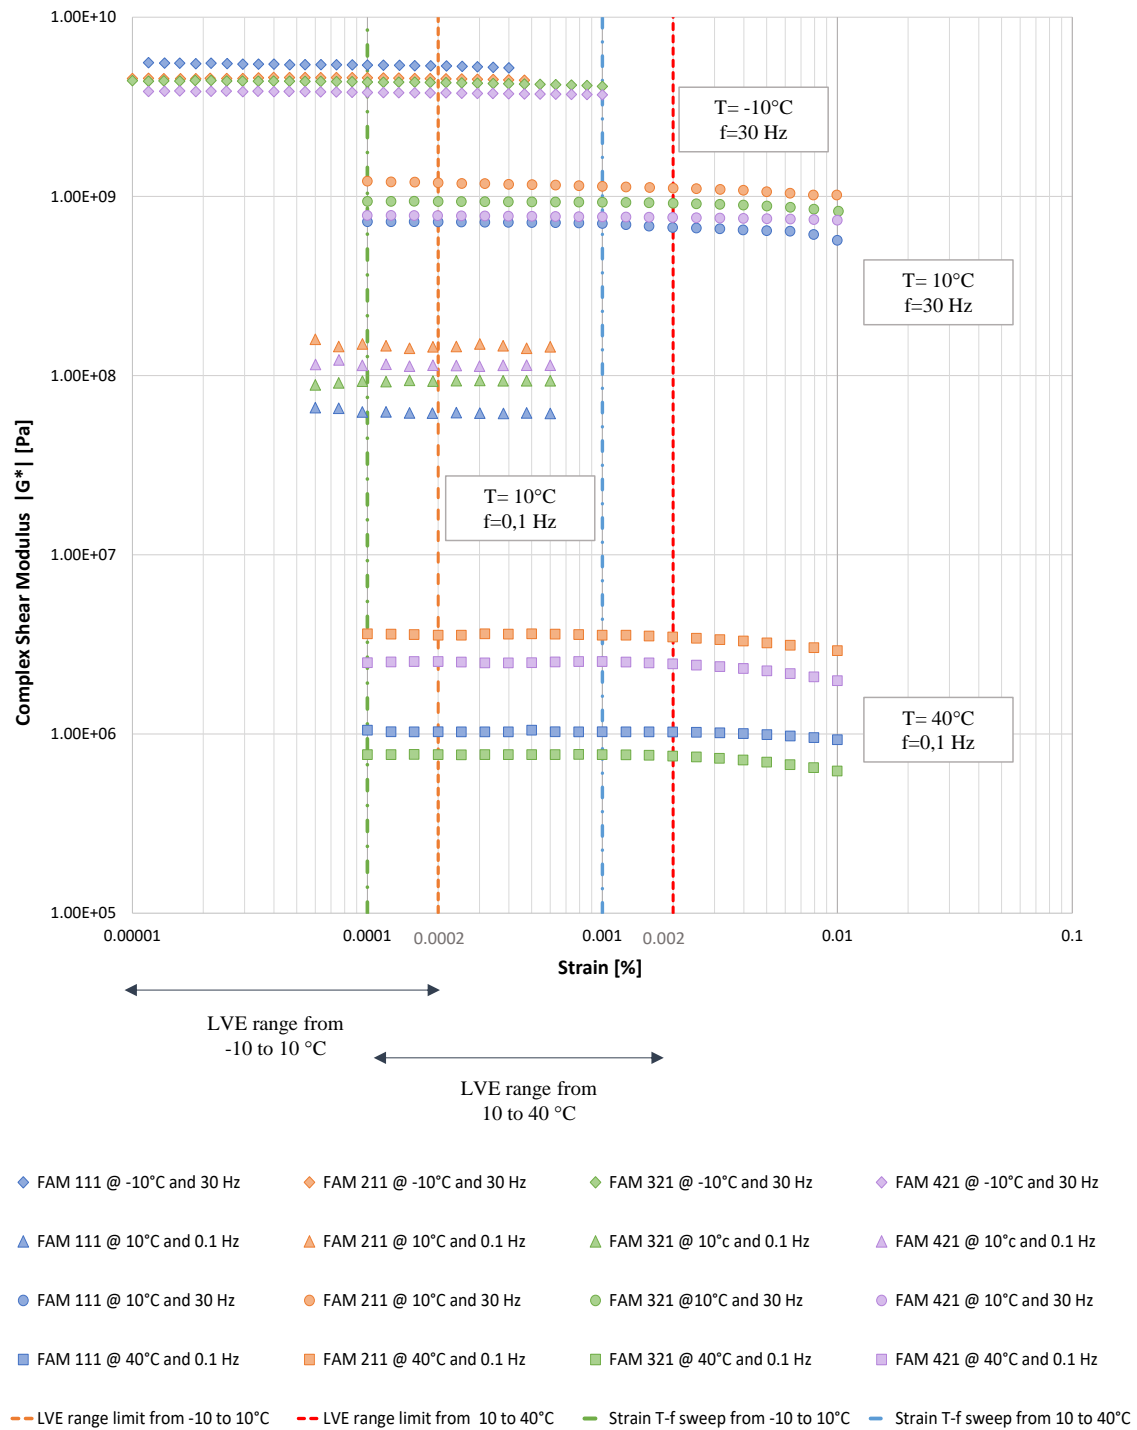 1.00E+10
1.00E+09
1.00E+08
1.00E+07
1.00E+06
1.00E+05
Complex Shear Modulus |G*| [Pa]
T= -10°C
f=30 Hz
T= 10°C
f=30 Hz
T= 10°C
f=0,1 Hz
T= 40°C
f=0,1 Hz
0.00001 0.0001 0.0002 0.001 0.002 0.01 0.1
Strain [%]
LVE range from
-10 to 10 °C
LVE range from
10 to 40 °C
FAM 111 @ -10°C and 30 Hz FAM 211 @ -10°C and 30 Hz FAM 321 @ -10°C and 30 Hz FAM 421 @ -10°C and 30 Hz
FAM 111 @ 10°C and 0.1 Hz FAM 211 @ 10°C and 0.1 Hz FAM 321 @ 10°c and 0.1 Hz FAM 421 @ 10°c and 0.1 Hz
FAM 111 @ 10°C and 30 Hz FAM 211 @ 10°C and 30 Hz FAM 321 @10°C and 30 Hz FAM 421 @ 10°C and 30 Hz
FAM 111 @ 40°C and 0.1 Hz FAM 211 @ 40°C and 0.1 Hz FAM 321 @ 40°C and 0.1 Hz FAM 421 @ 40°C and 0.1 Hz
LVE range limit from -10 to 10°C LVE range limit from 10 to 40°C Strain T-f sweep from -10 to 10°C Strain T-f sweep from 10 to 40°C